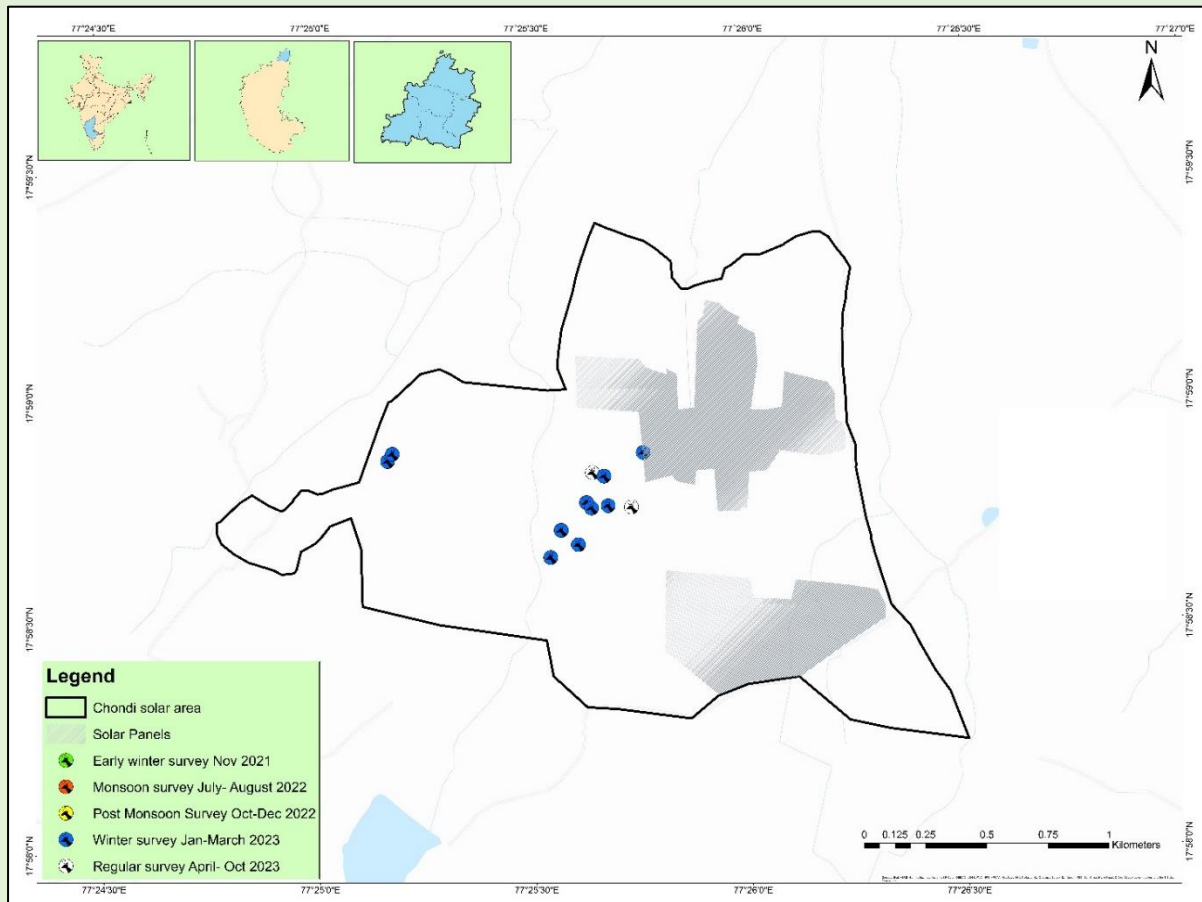 77°24'30"E 77°25'0"E 77°25'30"E 77°26'0"E 77°26'30"E 77°27'0"E
N
17°59'30"N 17°59'30"N
17°59'0"N 17°59'0"N
17°58'30"N 17°58'30"N
Legend
Chondi solar area
Solar Panels
Early winter survey Nov 2021
Monsoon survey July- August 2022
Post Monsoon Survey Oct-Dec 2022
Winter survey Jan-March 2023
Regular survey April- Oct 2023
0 0.125 0.25 0.5 0.75 1
Kilometers
17°58'0"N 17°58'0"N
77°24'30"E 77°25'0"E 77°25'30"E 77°26'0"E 77°26'30"E